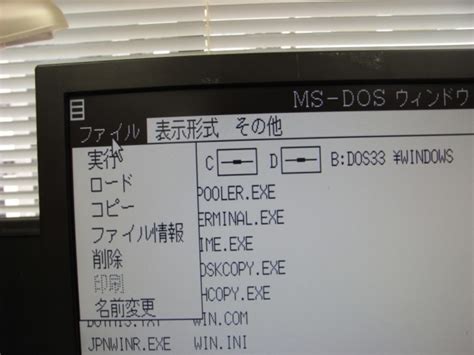 MS-DOS ウィンドウ
ファイル 表示形式 その他
実行 C D B:DOS33 ¥WINDOWS
ロード POOLER.EXE
コピー ERMINAL.EXE
ファイル情報 IME.EXE
削除 OSKCOPY.EXE
印刷 HCOPY.EXE
名前変更
WIN.COM
JPNWINR.EXE WIN.INI